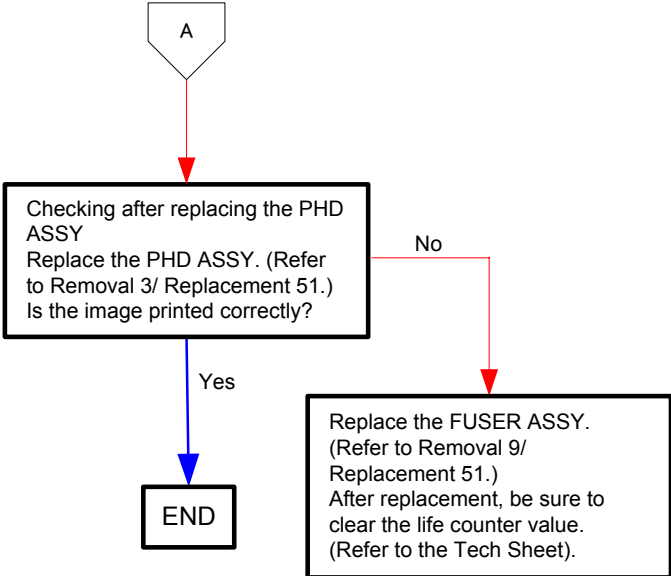 A
Checking after replacing the PHD
ASSY
Replace the PHD ASSY. (Refer
to Removal 3/ Replacement 51.)
Is the image printed correctly?
No
Yes
Replace the FUSER ASSY.
(Refer to Removal 9/
Replacement 51.)
After replacement, be sure to
clear the life counter value.
(Refer to the Tech Sheet).
END